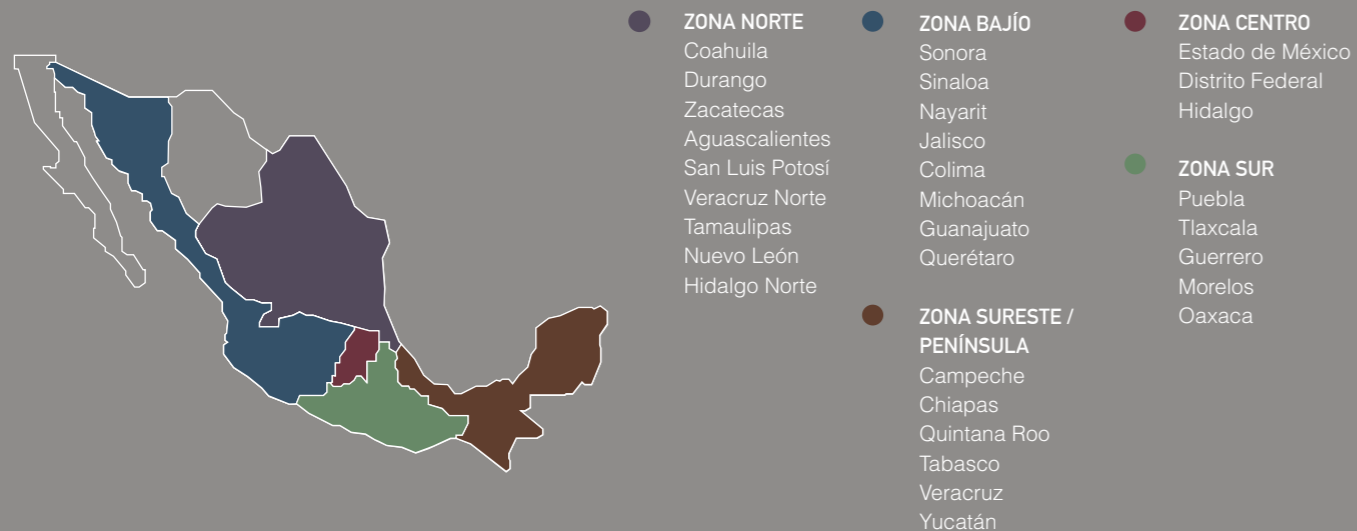 ZONA NORTE
Coahuila
Durango
Zacatecas
Aguascalientes
San Luis Potosí
Veracruz Norte
Tamaulipas
Nuevo León
Hidalgo Norte
ZONA BAJÍO
Sonora
Sinaloa
Nayarit
Jalisco
Colima
Michoacán
Guanajuato
Querétaro
ZONA SURESTE /
PENÍNSULA
Campeche
Chiapas
Quintana Roo
Tabasco
Veracruz
Yucatán
ZONA CENTRO
Estado de México
Distrito Federal
Hidalgo
ZONA SUR
Puebla
Tlaxcala
Guerrero
Morelos
Oaxaca